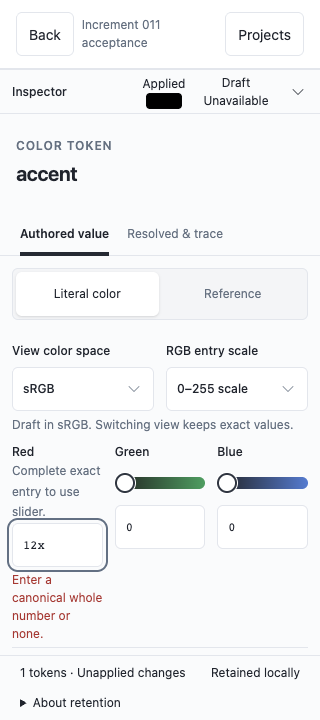 Back
Increment 011
acceptance
Projects
Inspector
Applied
Draft
Unavailable
COLOR TOKEN
accent
Authored value
Resolved & trace
Literal color
Reference
View color space
RGB entry scale
sRGB
0–255 scale
Draft in sRGB. Switching view keeps exact values.
Red
Green
Blue
Complete exact
entry to use
slider.
12x
0
0
Enter a
canonical whole
number or
none.
1 tokens · Unapplied changes
Retained locally
About retention